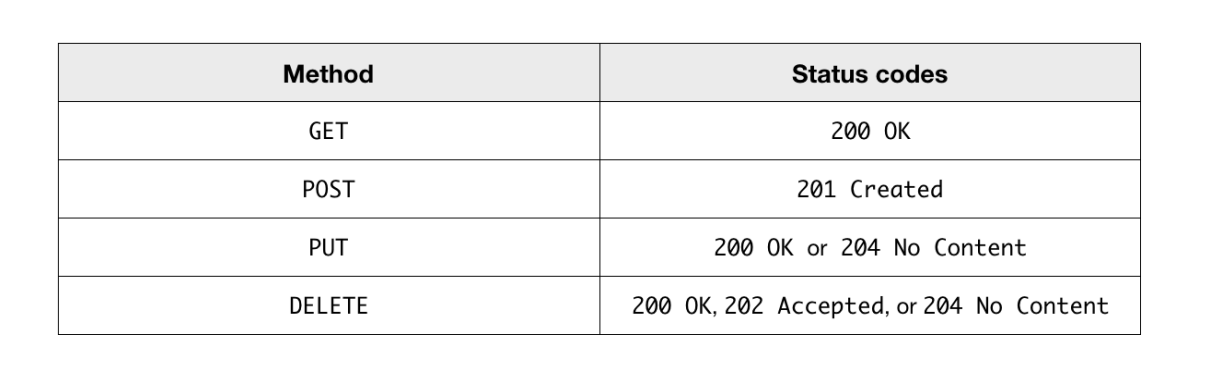 Method Status codes
GET 200 OK
POST 201 Created
PUT 200 OK or 204 No Content
DELETE 200 OK, 202 Accepted, or 204 No Content